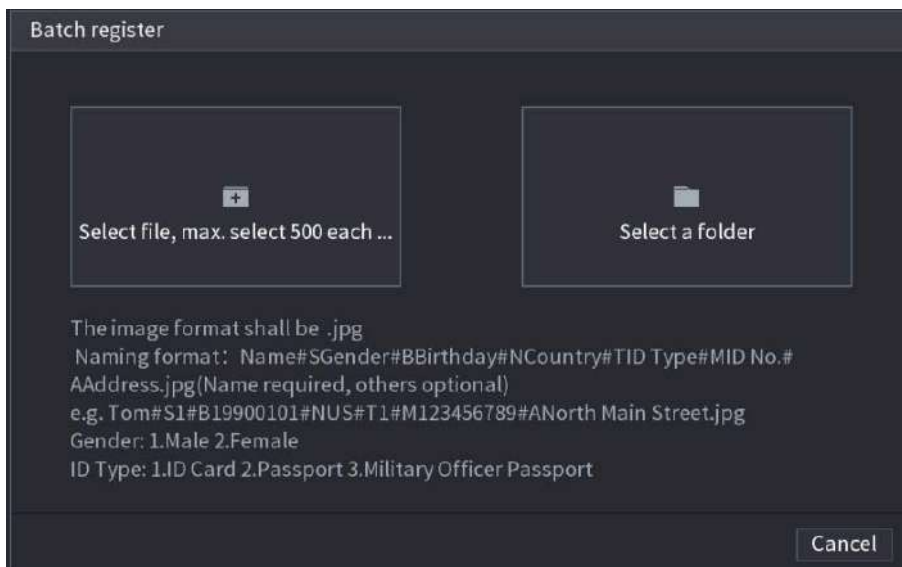 Batch register
Select file, max. select 500 each ...
Select a folder
The image format shall be .jpg
Naming format: Name#SGender#BBirthday#NCountry#TID Type#MID No.#
AAddress.jpg(Name required, others optional)
e.g. Tom#S1#B19900101#NUS#T1#M123456789#ANorth Main Street.jpg
Gender: 1.Male 2.Female
ID Type: 1.ID Card 2.Passport 3.Military Officer Passport
Cancel